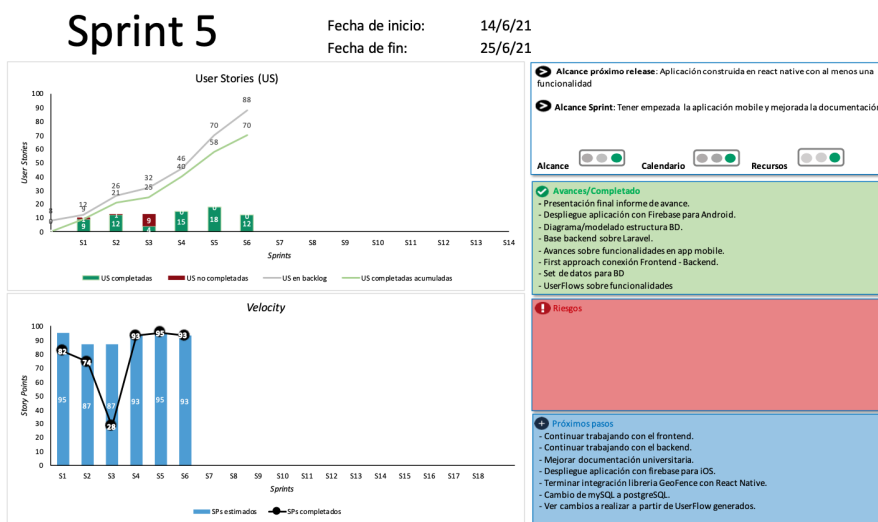 Sprint 5
Fecha de inicio: 14/6/21
Fecha de fin: 25/6/21
User Stories (US)
100
90
80
70
60
50
40
30
20
10
0
User Stories
8
12
26
32
46
70
88
0
9
21
25
40
58
70
9
1
12
1
4
9
15
0
18
0
12
0
S1 S2 S3 S4 S5 S6 S7 S8 S9 S10 S11 S12 S13 S14
Sprints
US completadas US no completadas US en backlog US completadas acumuladas
Velocity
100
90
80
70
60
50
40
30
20
10
0
Story Points
82
74
28
93
95
93
95
87
87
93
95
93
S1 S2 S3 S4 S5 S6 S7 S8 S9 S10 S11 S12 S13 S14 S15 S16 S17 S18
Sprints
SPs estimados SPs completados
Alcance próximo release: Aplicación construida en react native con al menos una
funcionalidad
Alcance Sprint: Tener empezada la aplicación mobile y mejorada la documentación
Alcance Calendario Recursos
Avances/Completado
- Presentación final informe de avance.
- Despliegue aplicación con Firebase para Android.
- Diagrama/modelado estructura BD.
- Base backend sobre Laravel.
- Avances sobre funcionalidades en app mobile.
- First approach conexión Frontend - Backend.
- Set de datos para BD
- UserFlows sobre funcionalidades
Riesgos
Próximos pasos
- Continuar trabajando con el frontend.
- Continuar trabajando con el backend.
- Mejorar documentación universitaria.
- Despliegue aplicación con firebase para iOS.
- Terminar integración libreria GeoFence con React Native.
- Cambio de mySQL a postgreSQL.
- Ver cambios a realizar a partir de UserFlow generados.